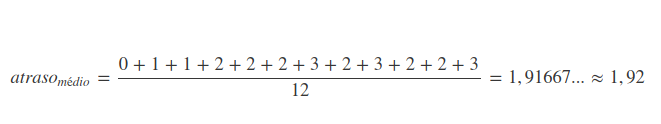 atraso_médio = (0 + 1 + 1 + 2 + 2 + 2 + 3 + 2 + 3 + 2 + 2 + 3) / 12 = 1,91667... ≈ 1,92